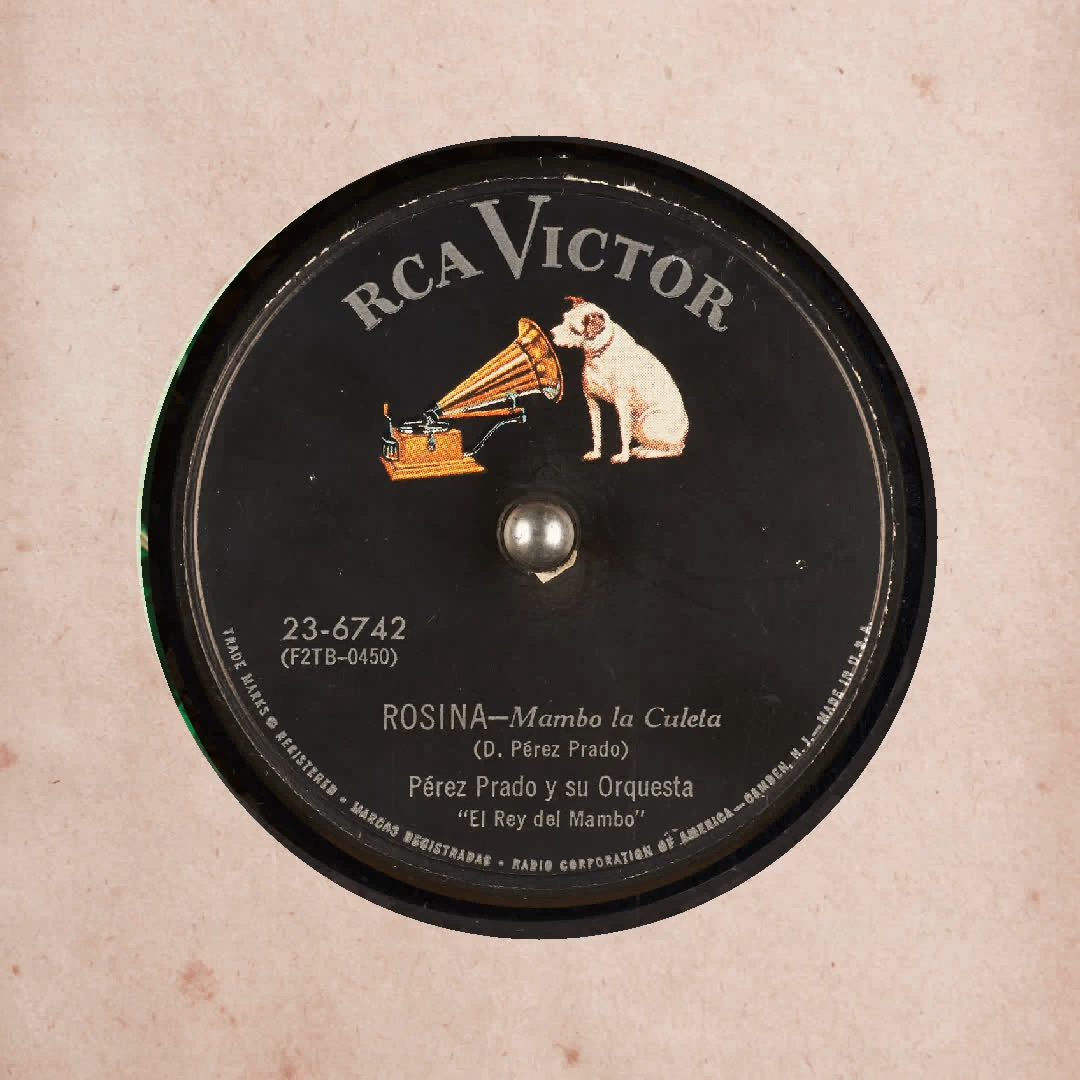 RCA VICTOR
23-6742
(F2TB-0450)
ROSINA—Mambo la Culeta
(D. Pérez Prado)
Pérez Prado y su Orquesta
“El Rey del Mambo”
TRADE MARKS ® REGISTERED • MARCAS REGISTRADAS • RADIO CORPORATION OF AMERICA—CAMDEN, N. J.—MADE IN U.S.A.